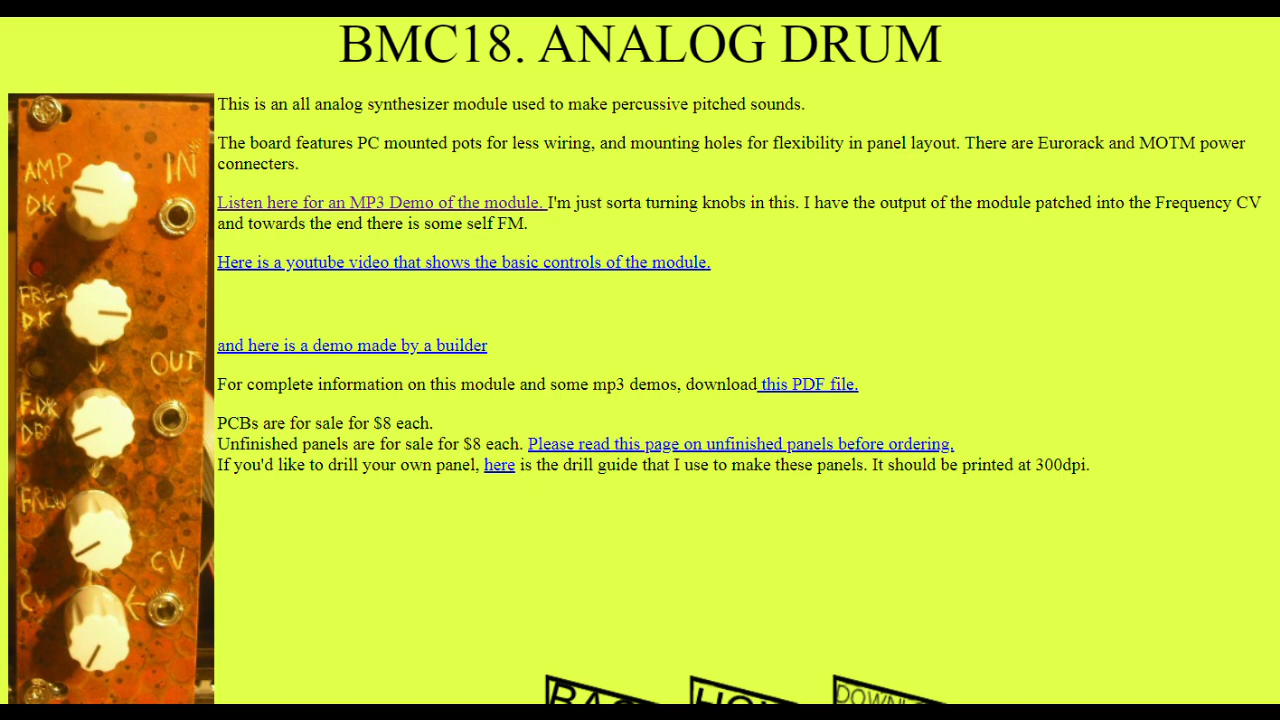 BMC18. ANALOG DRUM
This is an all analog synthesizer module used to make percussive pitched sounds.
The board features PC mounted pots for less wiring, and mounting holes for flexibility in panel layout. There are Eurorack and MOTM power
connecters.
Listen here for an MP3 Demo of the module. I'm just sorta turning knobs in this. I have the output of the module patched into the Frequency CV
and towards the end there is some self FM.
Here is a youtube video that shows the basic controls of the module.
and here is a demo made by a builder
For complete information on this module and some mp3 demos, download this PDF file.
PCBs are for sale for $8 each.
Unfinished panels are for sale for $8 each. Please read this page on unfinished panels before ordering.
If you'd like to drill your own panel, here is the drill guide that I use to make these panels. It should be printed at 300dpi.
AMP
DK
IN
FREQ
DK
OUT
F.DK
FREQ
CV
CV